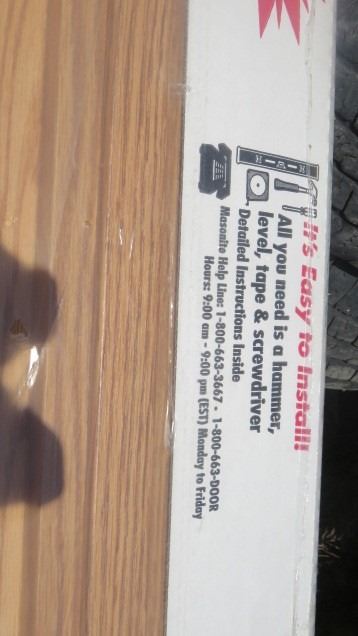 It's Easy to Install!
All you need is a hammer,
level, tape & screwdriver
Detailed Instructions Inside
Masonite Help Line: 1-800-663-3667 - 1-800-663-DOOR
Hours: 9:00 am - 9:00 pm (EST) Monday to Friday